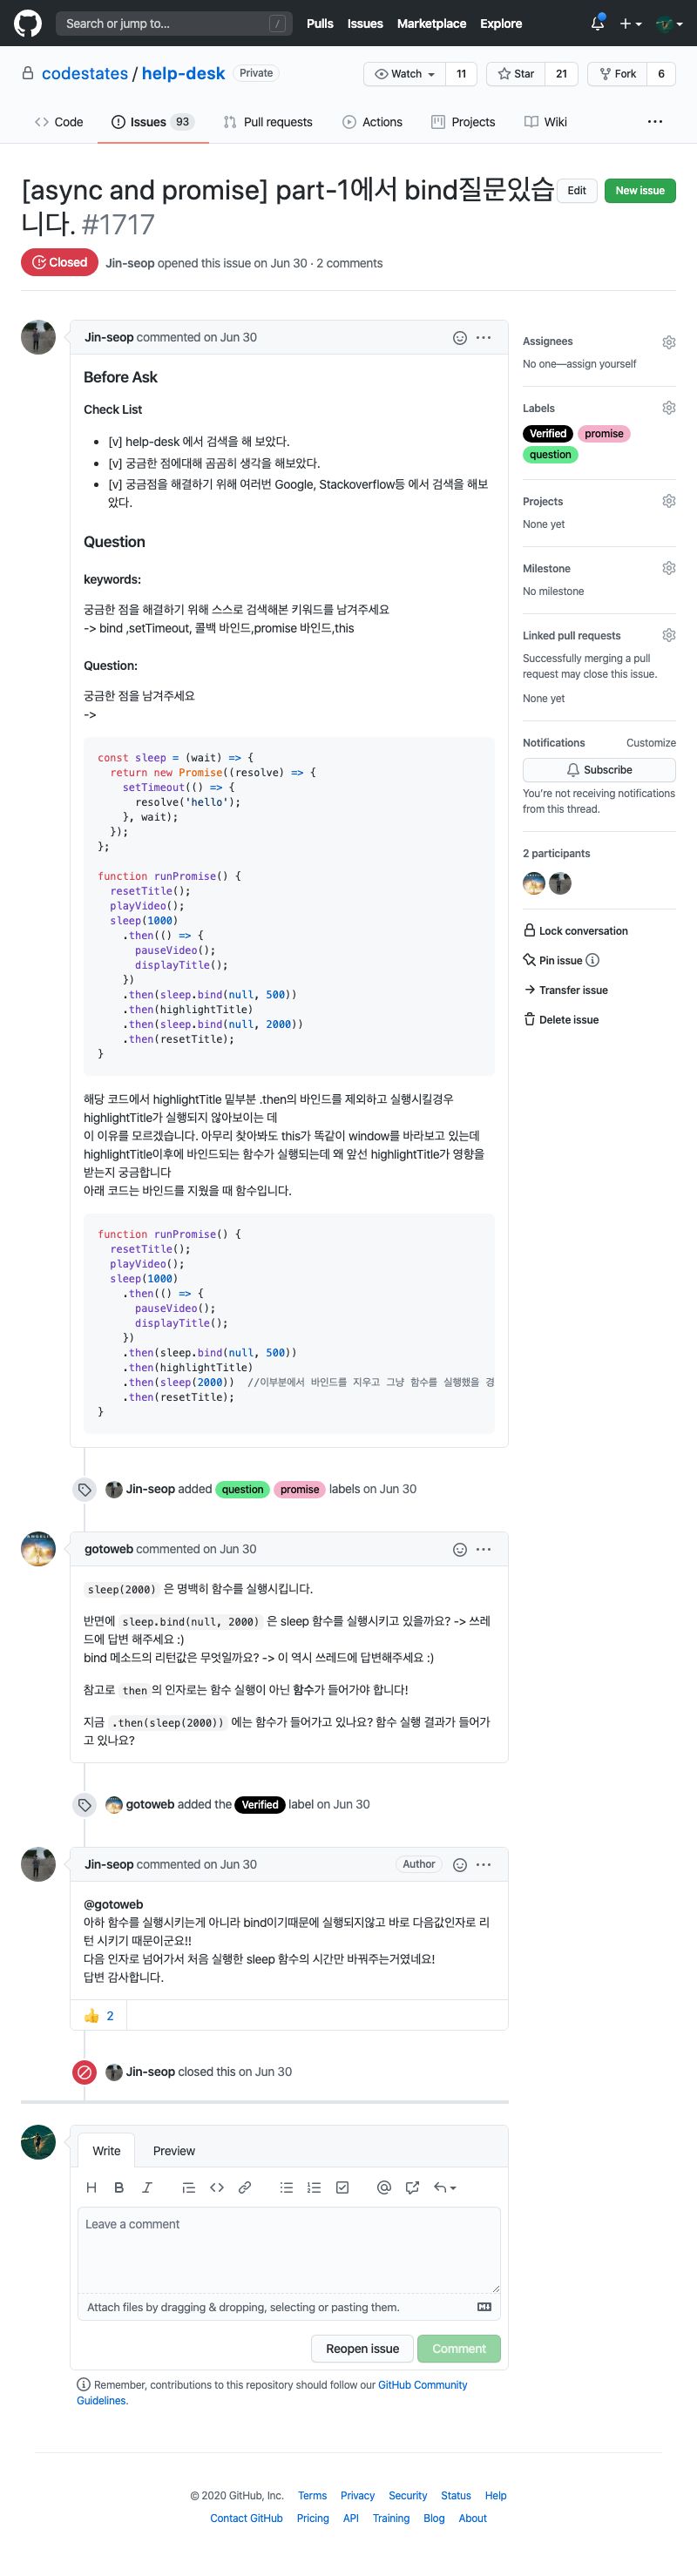 Search or jump to... /
Pulls Issues Marketplace Explore
codestates / help-desk Private
Watch 11 Star 21 Fork 6
Code Issues 93 Pull requests Actions Projects Wiki ...
[async and promise] part-1에서 bind질문있습
니다. #1717
Edit New issue
Closed Jin-seop opened this issue on Jun 30 · 2 comments
Jin-seop commented on Jun 30
Before Ask
Check List
• [v] help-desk 에서 검색을 해 보았다.
• [v] 궁금한 점에대해 곰곰히 생각을 해보았다.
• [v] 궁금점을 해결하기 위해 여러번 Google, Stackoverflow등 에서 검색을 해보
았다.
Question
keywords:
궁금한 점을 해결하기 위해 스스로 검색해본 키워드를 남겨주세요
-> bind ,setTimeout, 콜백 바인드,promise 바인드,this
Question:
궁금한 점을 남겨주세요
->
const sleep = (wait) => {
  return new Promise((resolve) => {
    setTimeout(() => {
      resolve('hello');
    }, wait);
  });
};
function runPromise() {
  resetTitle();
  playVideo();
  sleep(1000)
    .then(() => {
      pauseVideo();
      displayTitle();
    })
    .then(sleep.bind(null, 500))
    .then(highlightTitle)
    .then(sleep.bind(null, 2000))
    .then(resetTitle);
}
해당 코드에서 highlightTitle 밑부분 .then의 바인드를 제외하고 실행시킬경우
highlightTitle가 실행되지 않아보이는 데
이 이유를 모르겠습니다. 아무리 찾아봐도 this가 똑같이 window를 바라보고 있는데
highlightTitle이후에 바인드되는 함수가 실행되는데 왜 앞선 highlightTitle가 영향을
받는지 궁금합니다
아래 코드는 바인드를 지웠을 때 함수입니다.
function runPromise() {
  resetTitle();
  playVideo();
  sleep(1000)
    .then(() => {
      pauseVideo();
      displayTitle();
    })
    .then(sleep.bind(null, 500))
    .then(highlightTitle)
    .then(sleep(2000))  //이부분에서 바인드를 지우고 그냥 함수를 실행했을 경
    .then(resetTitle);
}
Assignees
No one—assign yourself
Labels
Verified promise
question
Projects
None yet
Milestone
No milestone
Linked pull requests
Successfully merging a pull
request may close this issue.
None yet
Notifications Customize
Subscribe
You're not receiving notifications
from this thread.
2 participants
Lock conversation
Pin issue
Transfer issue
Delete issue
Jin-seop added question promise labels on Jun 30
gotoweb commented on Jun 30
sleep(2000) 은 명백히 함수를 실행시킵니다.
반면에 sleep.bind(null, 2000) 은 sleep 함수를 실행시키고 있을까요? -> 쓰레
드에 답변 해주세요 :)
bind 메소드의 리턴값은 무엇일까요? -> 이 역시 쓰레드에 답변해주세요 :)
참고로 then 의 인자로는 함수 실행이 아닌 함수가 들어가야 합니다!
지금 .then(sleep(2000)) 에는 함수가 들어가고 있나요? 함수 실행 결과가 들어가
고 있나요?
gotoweb added the Verified label on Jun 30
Jin-seop commented on Jun 30 Author
@gotoweb
아하 함수를 실행시키는게 아니라 bind이기때문에 실행되지않고 바로 다음값인자로 리
턴 시키기 때문이군요!!
다음 인자로 넘어가서 처음 실행한 sleep 함수의 시간만 바꿔주는거였네요!
답변 감사합니다.
👍 2
Jin-seop closed this on Jun 30
Write Preview
Leave a comment
Attach files by dragging & dropping, selecting or pasting them.
Reopen issue Comment
Remember, contributions to this repository should follow our GitHub Community
Guidelines.
© 2020 GitHub, Inc. Terms Privacy Security Status Help
Contact GitHub Pricing API Training Blog About